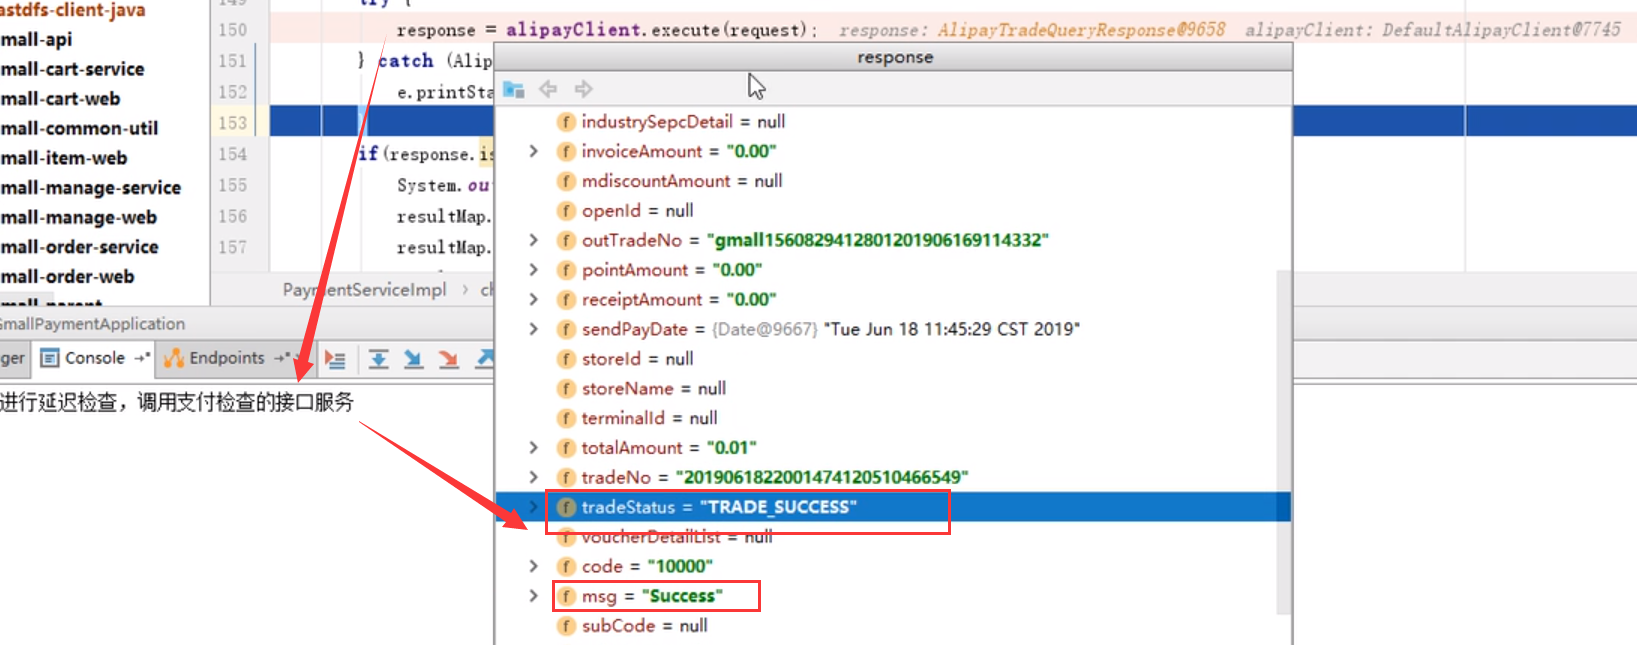 astdfs-client-java
mall-api
mall-cart-service
mall-cart-web
mall-common-util
mall-item-web
mall-manage-service
mall-manage-web
mall-order-service
mall-order-web
mall-parent
149 try {
150 response = alipayClient.execute(request); response: AlipayTradeQueryResponse@9658 alipayClient: DefaultAlipayClient@7745
151 } catch (Alip
152 e.printSta
153 }
154 if(response.is
155 System.ou
156 resultMap.
157 resultMap.
PaymentServiceImpl > ch
GmallPaymentApplication
ger Console Endpoints
进行延迟检查，调用支付检查的接口服务
response
industrySepcDetail = null
invoiceAmount = "0.00"
mdiscountAmount = null
openId = null
outTradeNo = "gmall1560829412801201906169114332"
pointAmount = "0.00"
receiptAmount = "0.00"
sendPayDate = {Date@9667} "Tue Jun 18 11:45:29 CST 2019"
storeId = null
storeName = null
terminalId = null
totalAmount = "0.01"
tradeNo = "2019061822001474120510466549"
tradeStatus = "TRADE_SUCCESS"
voucherDetailList = null
code = "10000"
msg = "Success"
subCode = null